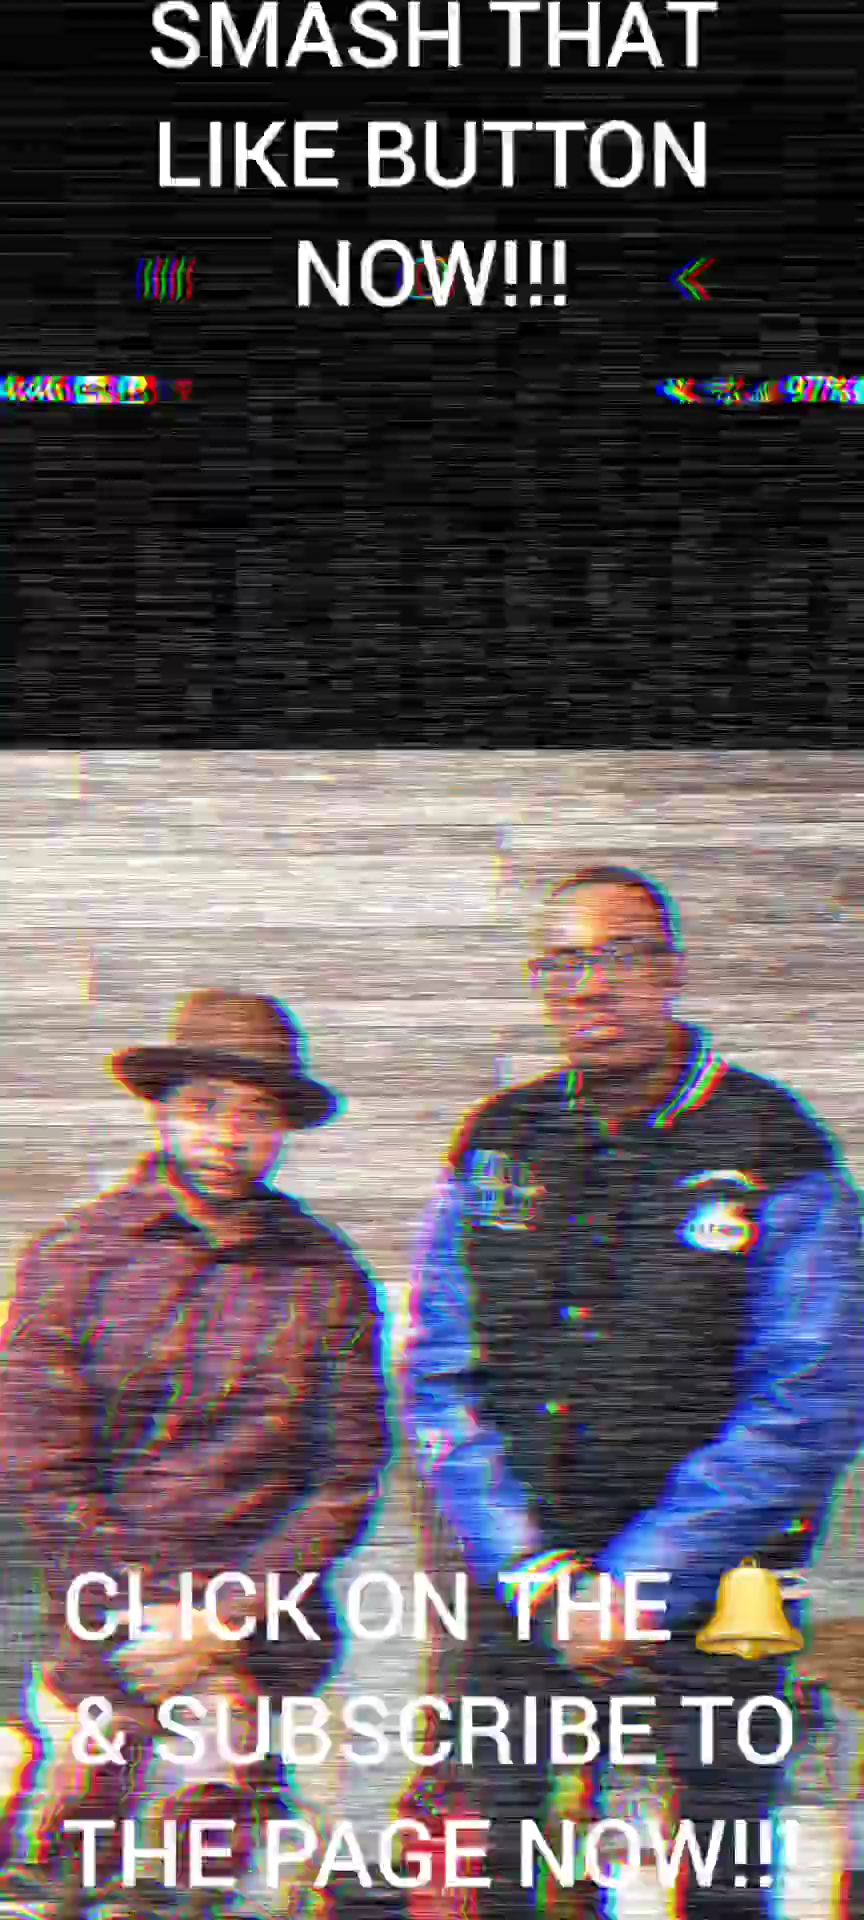 SMASH THAT
LIKE BUTTON
NOW!!!
CLICK ON THE 🔔
& SUBSCRIBE TO
THE PAGE NOW!!!